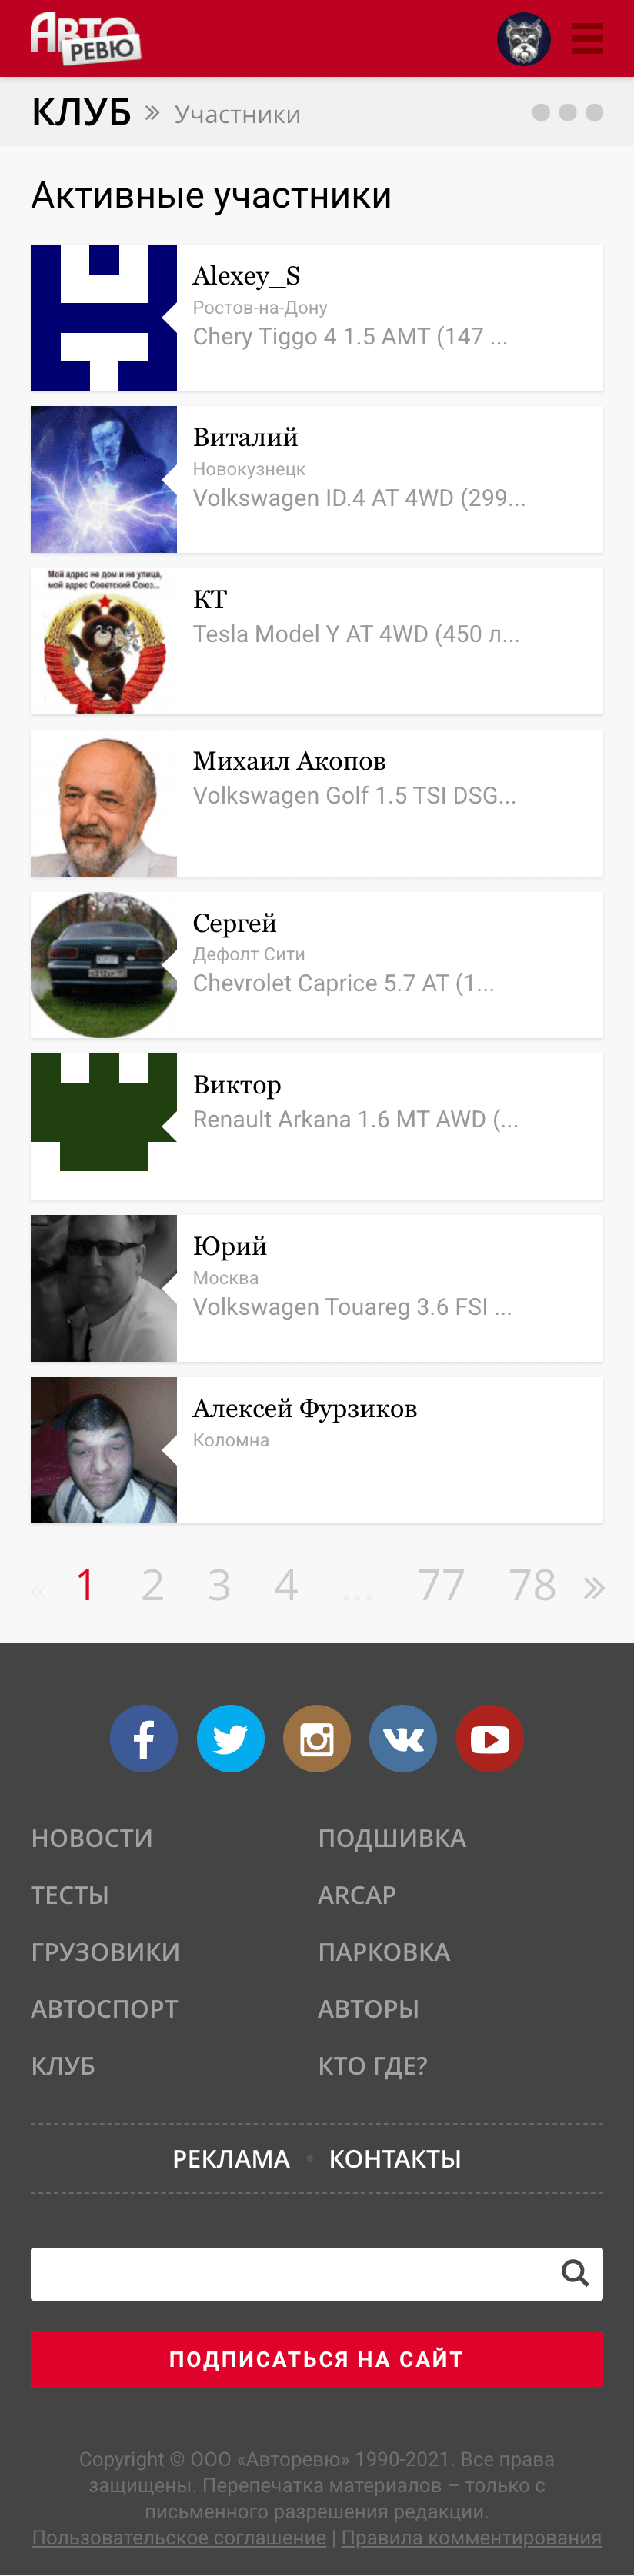 АВТО
РЕВЮ
КЛУБ » Участники
Активные участники
Alexey_S
Ростов-на-Дону
Chery Tiggo 4 1.5 AMT (147 ...
Виталий
Новокузнецк
Volkswagen ID.4 AT 4WD (299...
Мой адрес не дом и не улица,
мой адрес Советский Союз...
КТ
Tesla Model Y AT 4WD (450 л...
Михаил Акопов
Volkswagen Golf 1.5 TSI DSG...
Сергей
Дефолт Сити
Chevrolet Caprice 5.7 AT (1...
Виктор
Renault Arkana 1.6 MT AWD (...
Юрий
Москва
Volkswagen Touareg 3.6 FSI ...
Алексей Фурзиков
Коломна
« 1 2 3 4 ... 77 78 »
НОВОСТИ
ПОДШИВКА
ТЕСТЫ
ARCAP
ГРУЗОВИКИ
ПАРКОВКА
АВТОСПОРТ
АВТОРЫ
КЛУБ
КТО ГДЕ?
РЕКЛАМА • КОНТАКТЫ
ПОДПИСАТЬСЯ НА САЙТ
Copyright © ООО «Авторевю» 1990-2021. Все права
защищены. Перепечатка материалов – только с
письменного разрешения редакции.
Пользовательское соглашение | Правила комментирования